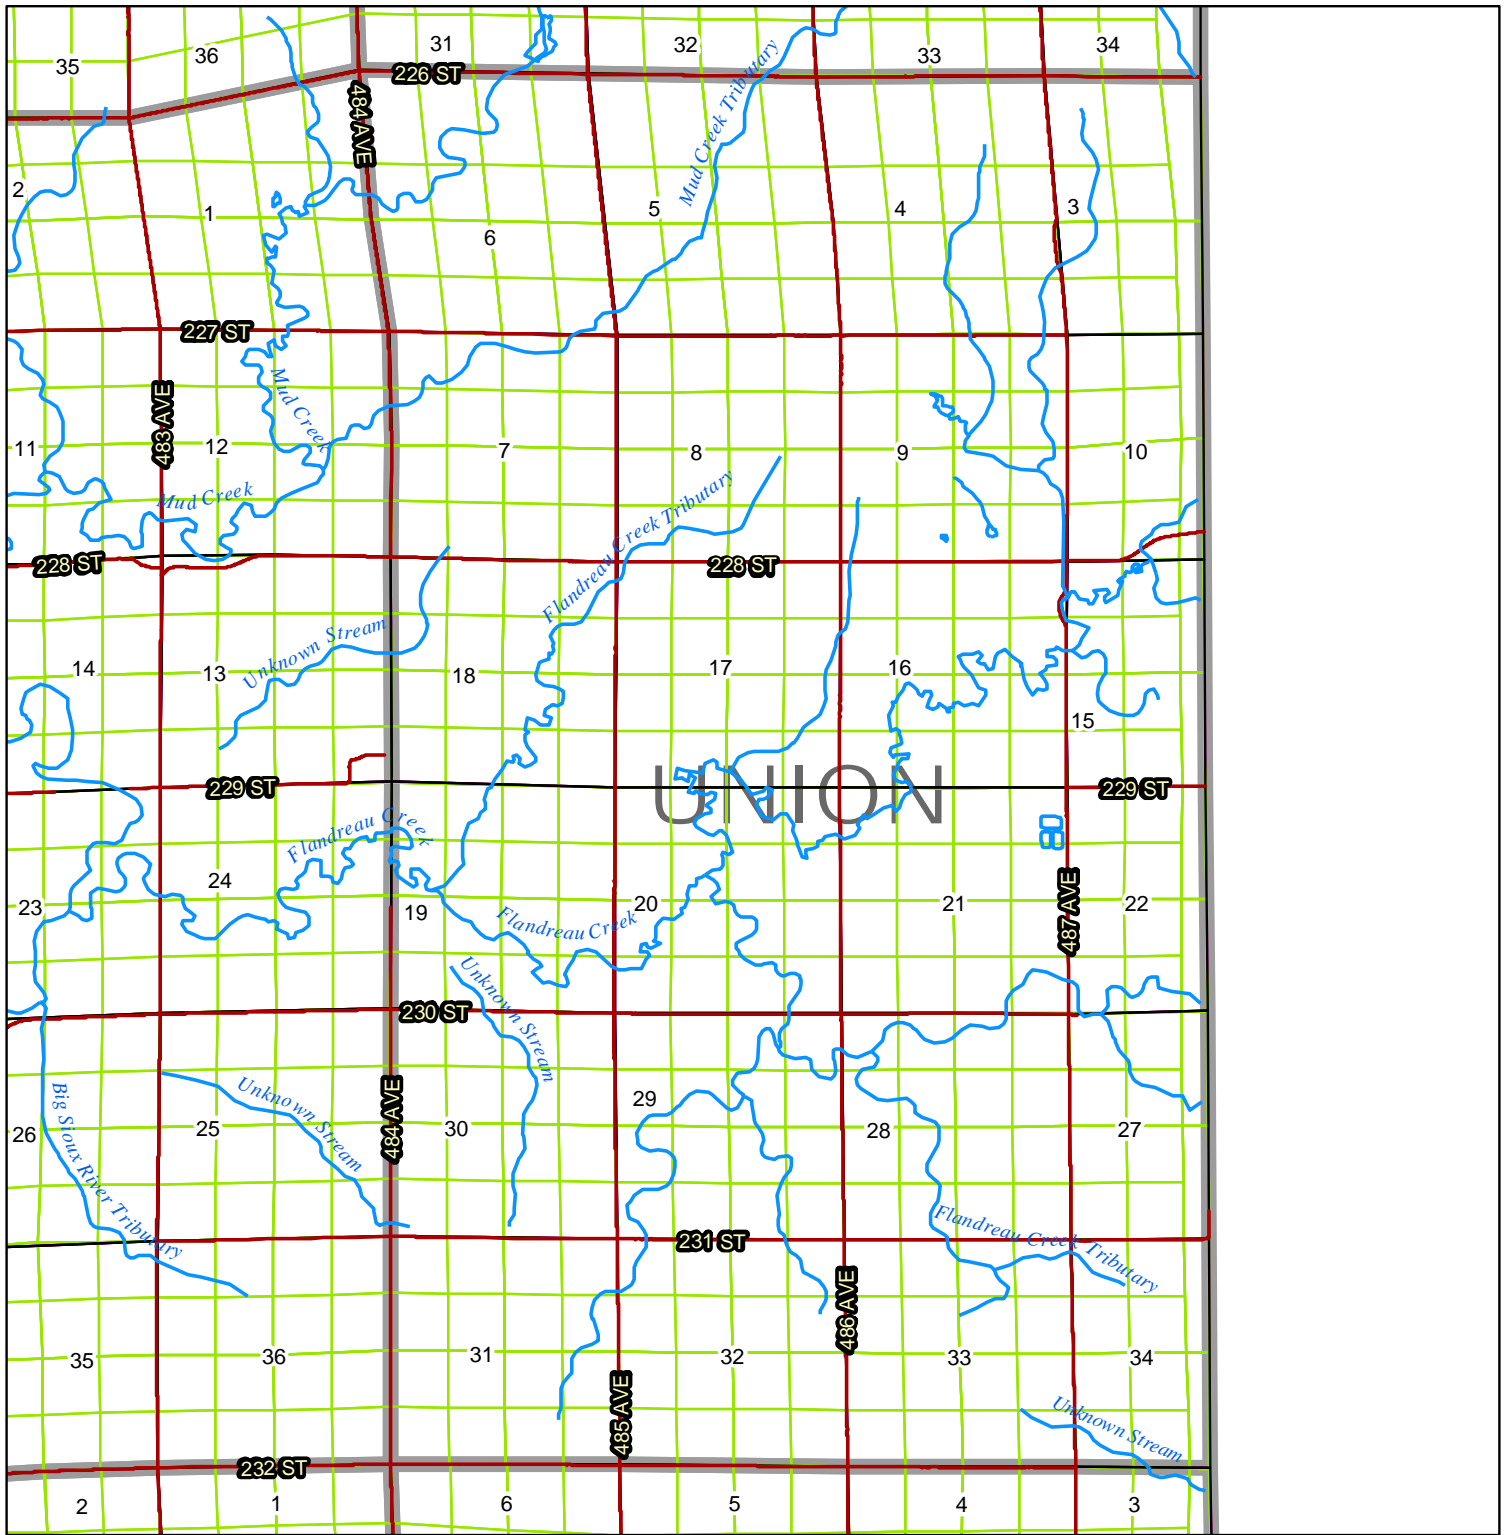 35
36
31
32
33
34
226 ST
484 AVE
Mud Creek Tributary
2
1
6
5
4
3
227 ST
483 AVE
Mud Creek
11
12
7
8
9
10
Mud Creek
Flandreau Creek Tributary
228 ST
228 ST
Unknown Stream
14
13
18
17
16
15
UNION
229 ST
229 ST
Flandreau Creek
23
24
19
20
21
22
487 AVE
Flandreau Creek
Unknown Stream
230 ST
Big Sioux River Tributary
Unknown Stream
484 AVE
26
25
30
29
28
27
Flandreau Creek Tributary
231 ST
486 AVE
35
36
31
32
33
34
485 AVE
Unknown Stream
232 ST
2
1
6
5
4
3